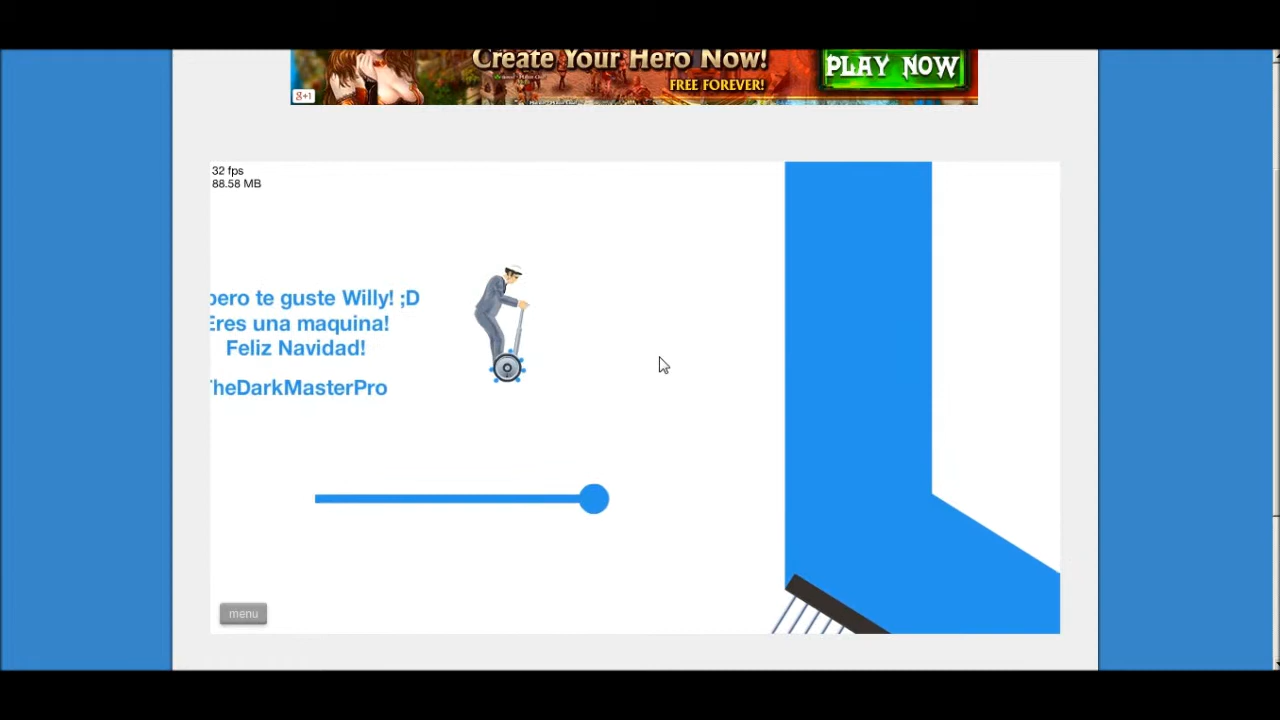 Create Your Hero Now!
PLAY NOW
FREE FOREVER!
g+1
32 fps
88.58 MB
pero te guste Willy! ;D
Eres una maquina!
Feliz Navidad!
TheDarkMasterPro
menu